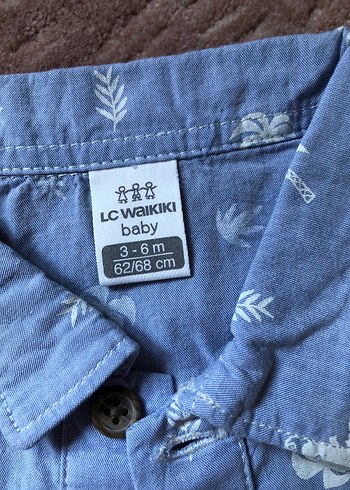 LC WAIKIKI
baby
3 - 6 m
62/68 cm